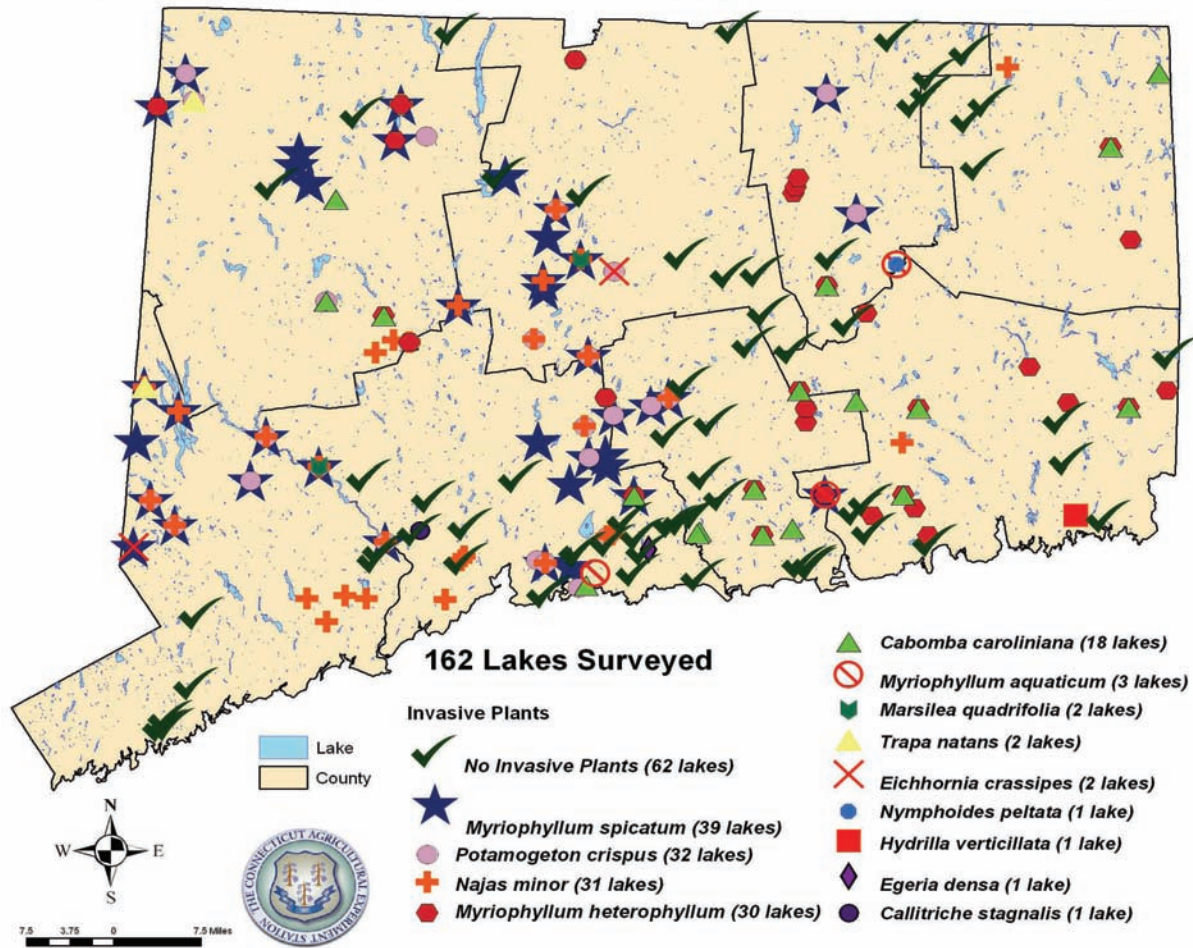 162 Lakes Surveyed
Invasive Plants
Lake
County
No Invasive Plants (62 lakes)
Myriophyllum spicatum (39 lakes)
Potamogeton crispus (32 lakes)
Najas minor (31 lakes)
Myriophyllum heterophyllum (30 lakes)
Cabomba caroliniana (18 lakes)
Myriophyllum aquaticum (3 lakes)
Marsilea quadrifolia (2 lakes)
Trapa natans (2 lakes)
Eichhornia crassipes (2 lakes)
Nymphoides peltata (1 lake)
Hydrilla verticillata (1 lake)
Egeria densa (1 lake)
Callitriche stagnalis (1 lake)
N
W E
S
THE CONNECTICUT AGRICULTURAL EXPERIMENT STATION
7.5 3.75 0 7.5 Miles